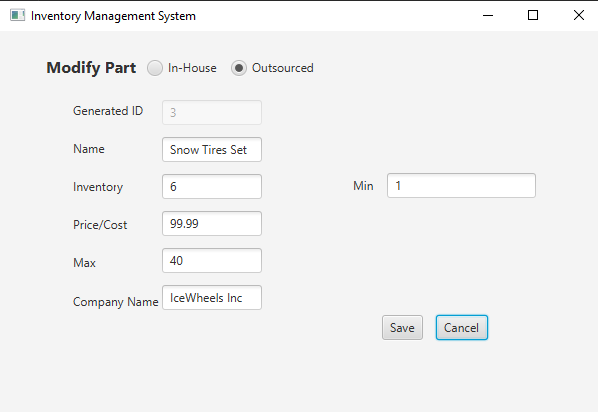 Inventory Management System
Modify Part In-House Outsourced
Generated ID 3
Name Snow Tires Set
Inventory 6 Min 1
Price/Cost 99.99
Max 40
Company Name IceWheels Inc
Save Cancel